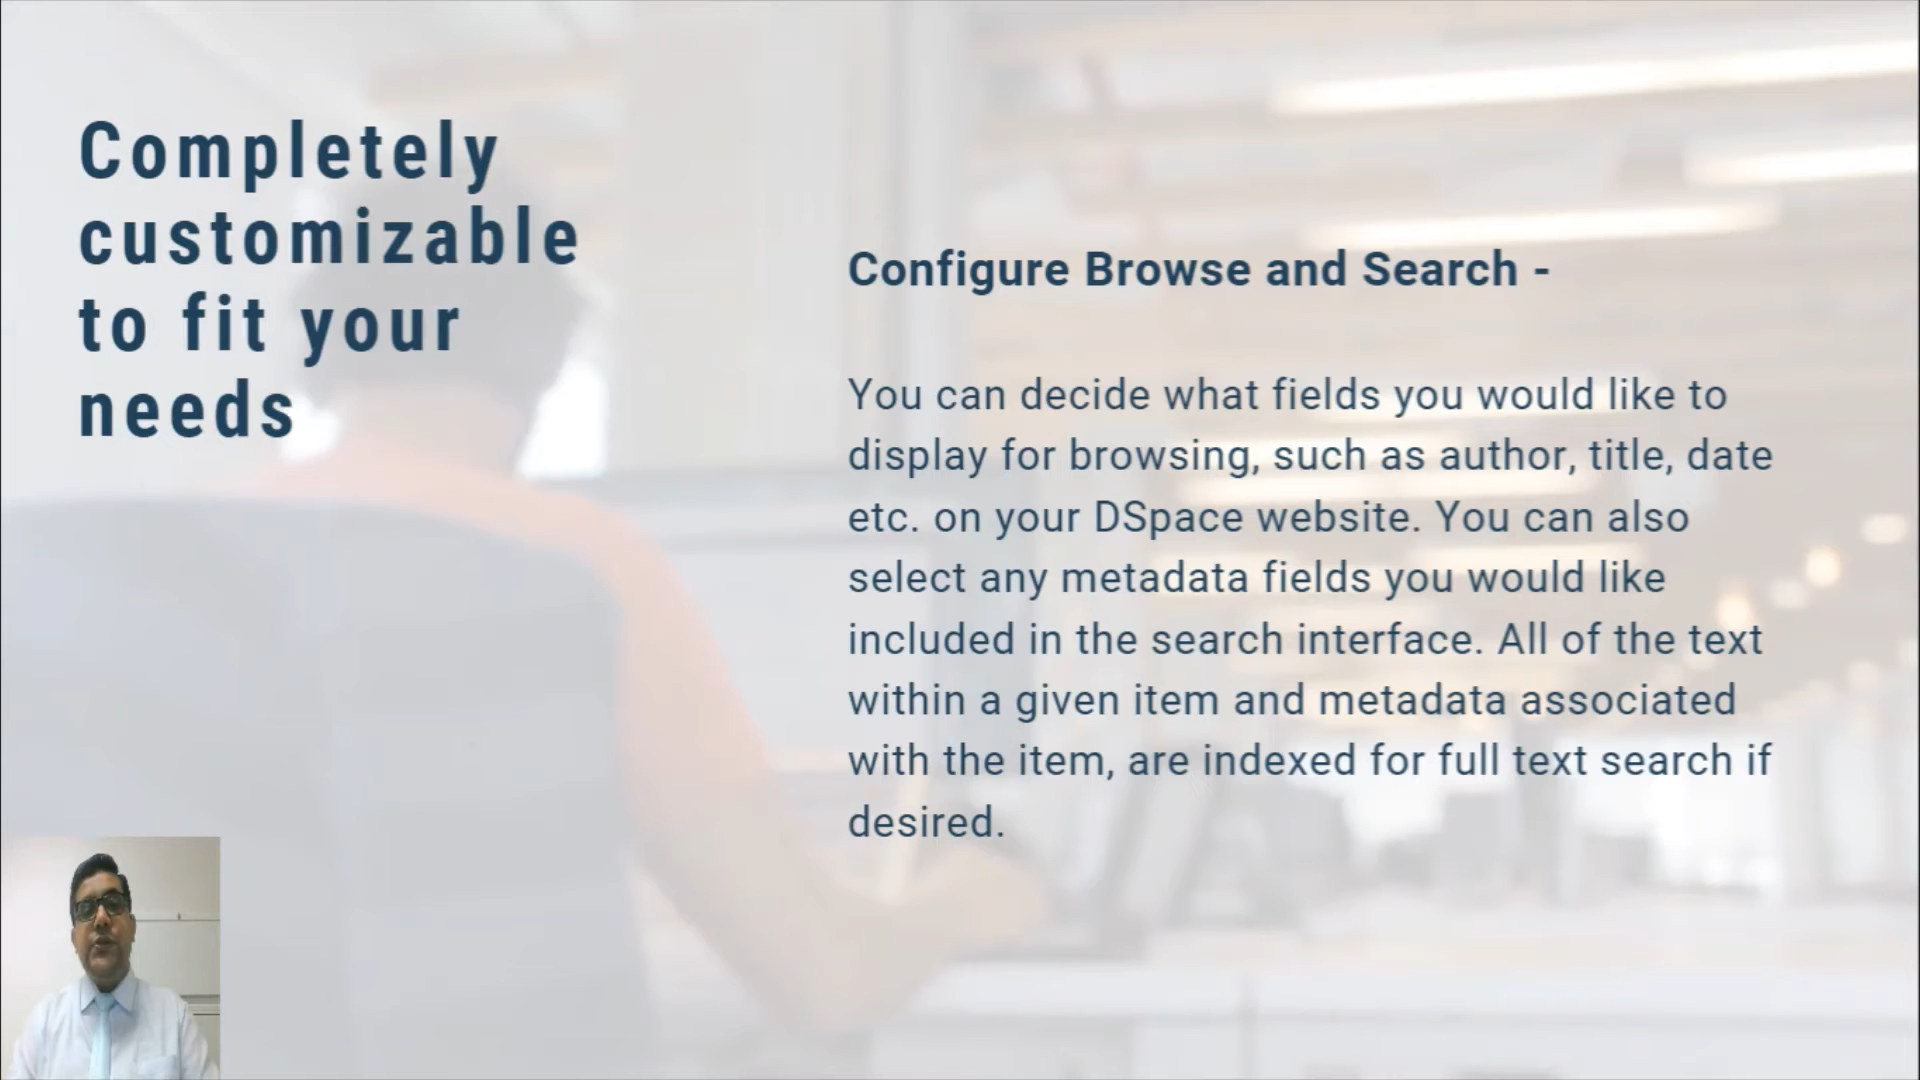 Completely
customizable
to fit your
needs
Configure Browse and Search -
You can decide what fields you would like to
display for browsing, such as author, title, date
etc. on your DSpace website. You can also
select any metadata fields you would like
included in the search interface. All of the text
within a given item and metadata associated
with the item, are indexed for full text search if
desired.